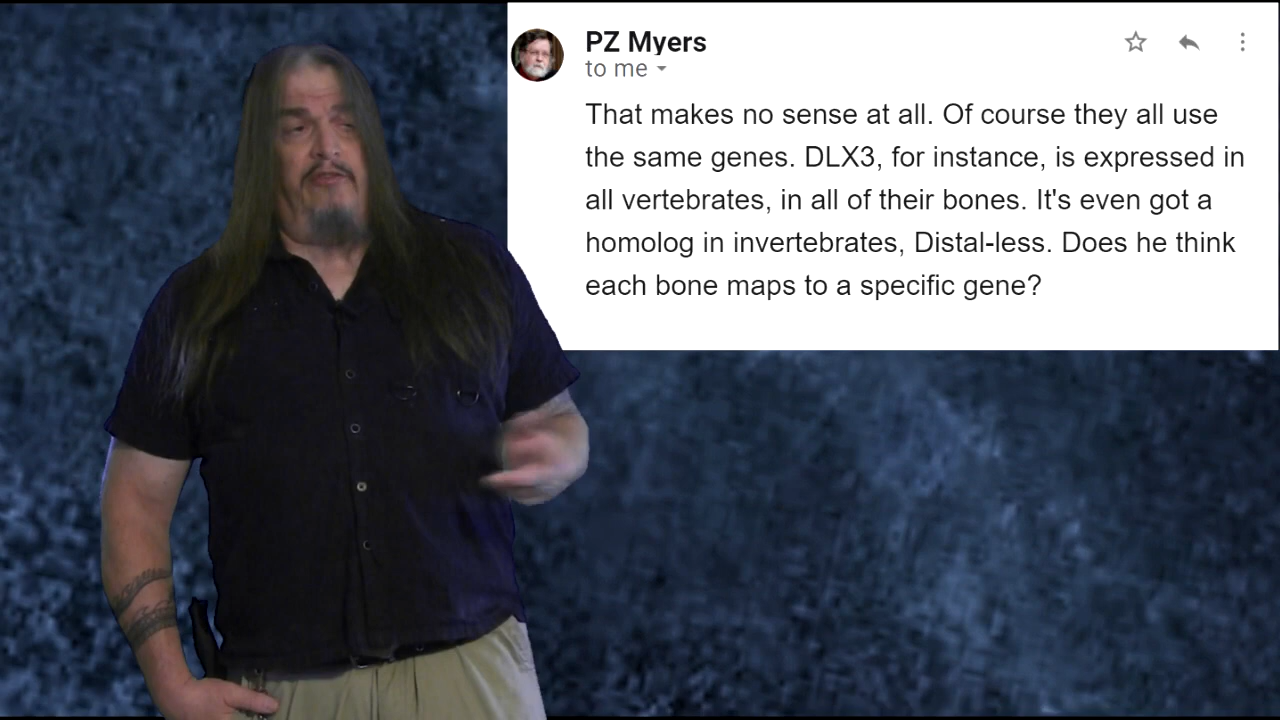 PZ Myers
to me
That makes no sense at all. Of course they all use
the same genes. DLX3, for instance, is expressed in
all vertebrates, in all of their bones. It's even got a
homolog in invertebrates, Distal-less. Does he think
each bone maps to a specific gene?